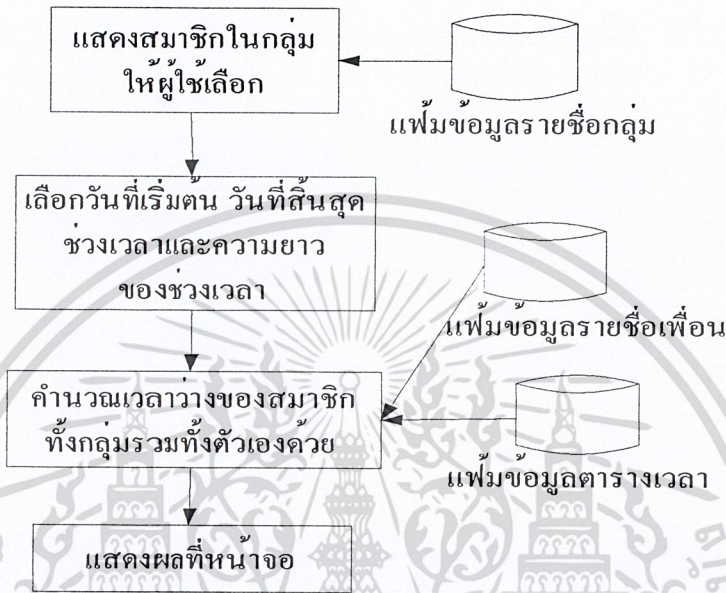 แสดงสมาชิกในกลุ่ม
ให้ผู้ใช้เลือก
แฟ้มข้อมูลรายชื่อกลุ่ม
เลือกวันที่เริ่มต้น วันที่สิ้นสุด
ช่วงเวลาและความยาว
ของช่วงเวลา
แฟ้มข้อมูลรายชื่อเพื่อน
คำนวณเวลาว่างของสมาชิก
ทั้งกลุ่มรวมทั้งตัวเองด้วย
แฟ้มข้อมูลตารางเวลา
แสดงผลที่หน้าจอ